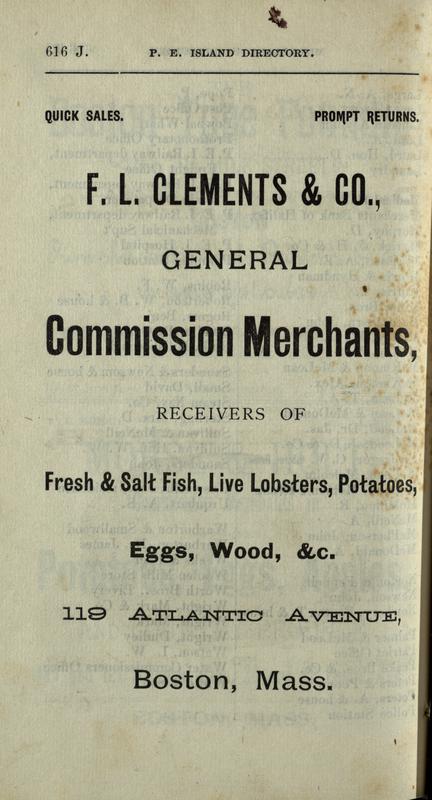 616 J. P. E. ISLAND DIRECTORY.
QUICK SALES. PROMPT RETURNS.
F. L. CLEMENTS & CO.,
GENERAL
Commission Merchants,
RECEIVERS OF
Fresh & Salt Fish, Live Lobsters, Potatoes,
Eggs, Wood, &c.
119 ATLANTIC AVENUE,
Boston, Mass.